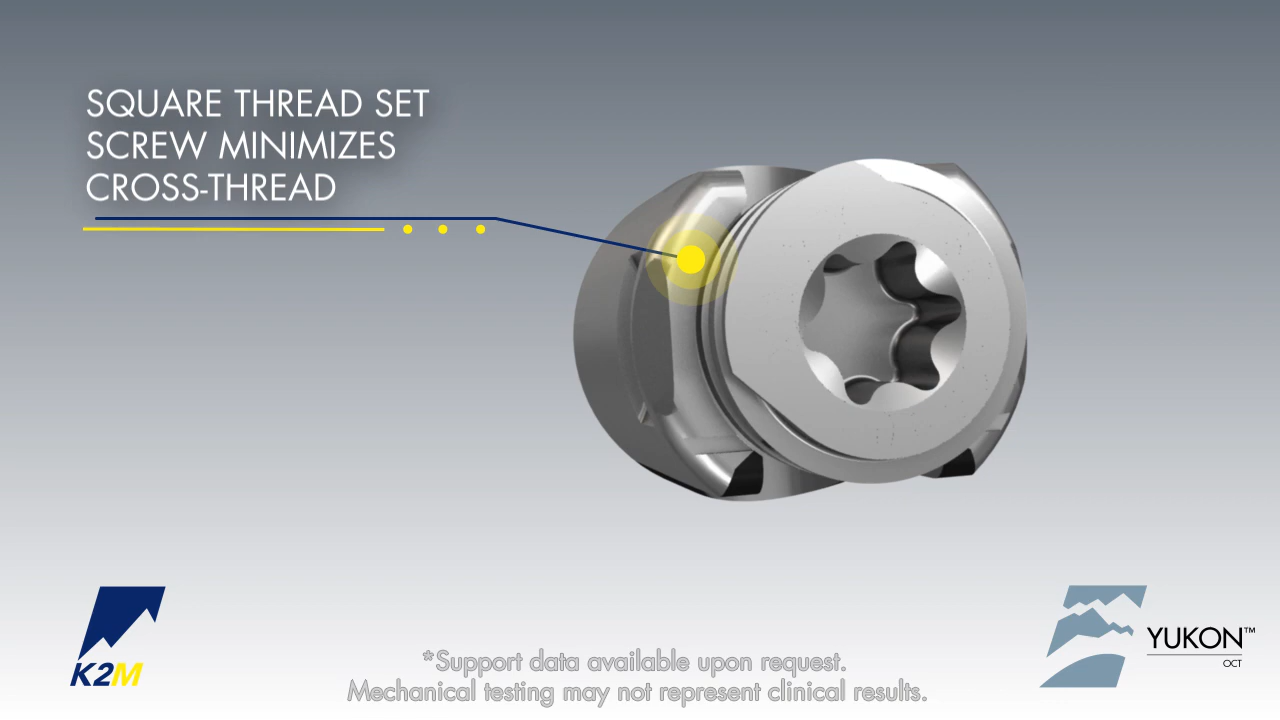 SQUARE THREAD SET
SCREW MINIMIZES
CROSS-THREAD
K2M
YUKON™
OCT
*Support data available upon request.
Mechanical testing may not represent clinical results.